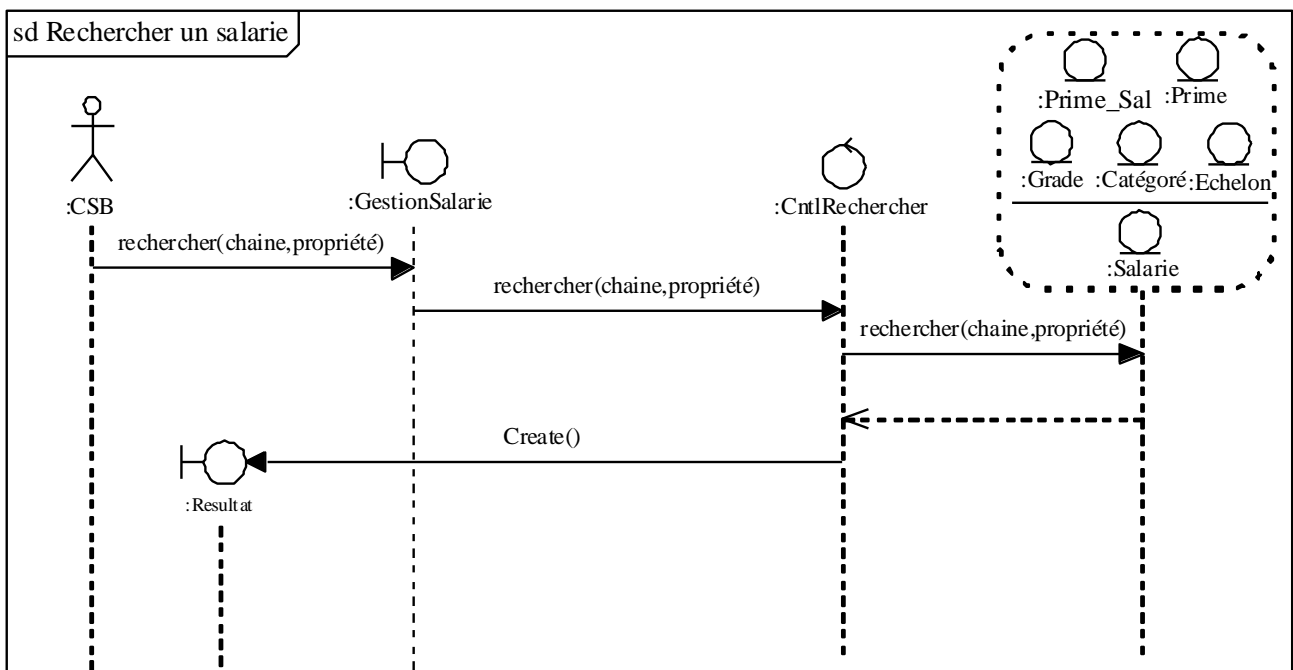 sd Rechercher un salarie
:Prime_Sal :Prime
:Grade :Catégoré :Echelon
:CSB
:GestionSalarie
:CntlRechercher
:Salarie
rechercher(chaine,propriété)
rechercher(chaine,propriété)
rechercher(chaine,propriété)
Create()
:Resultat